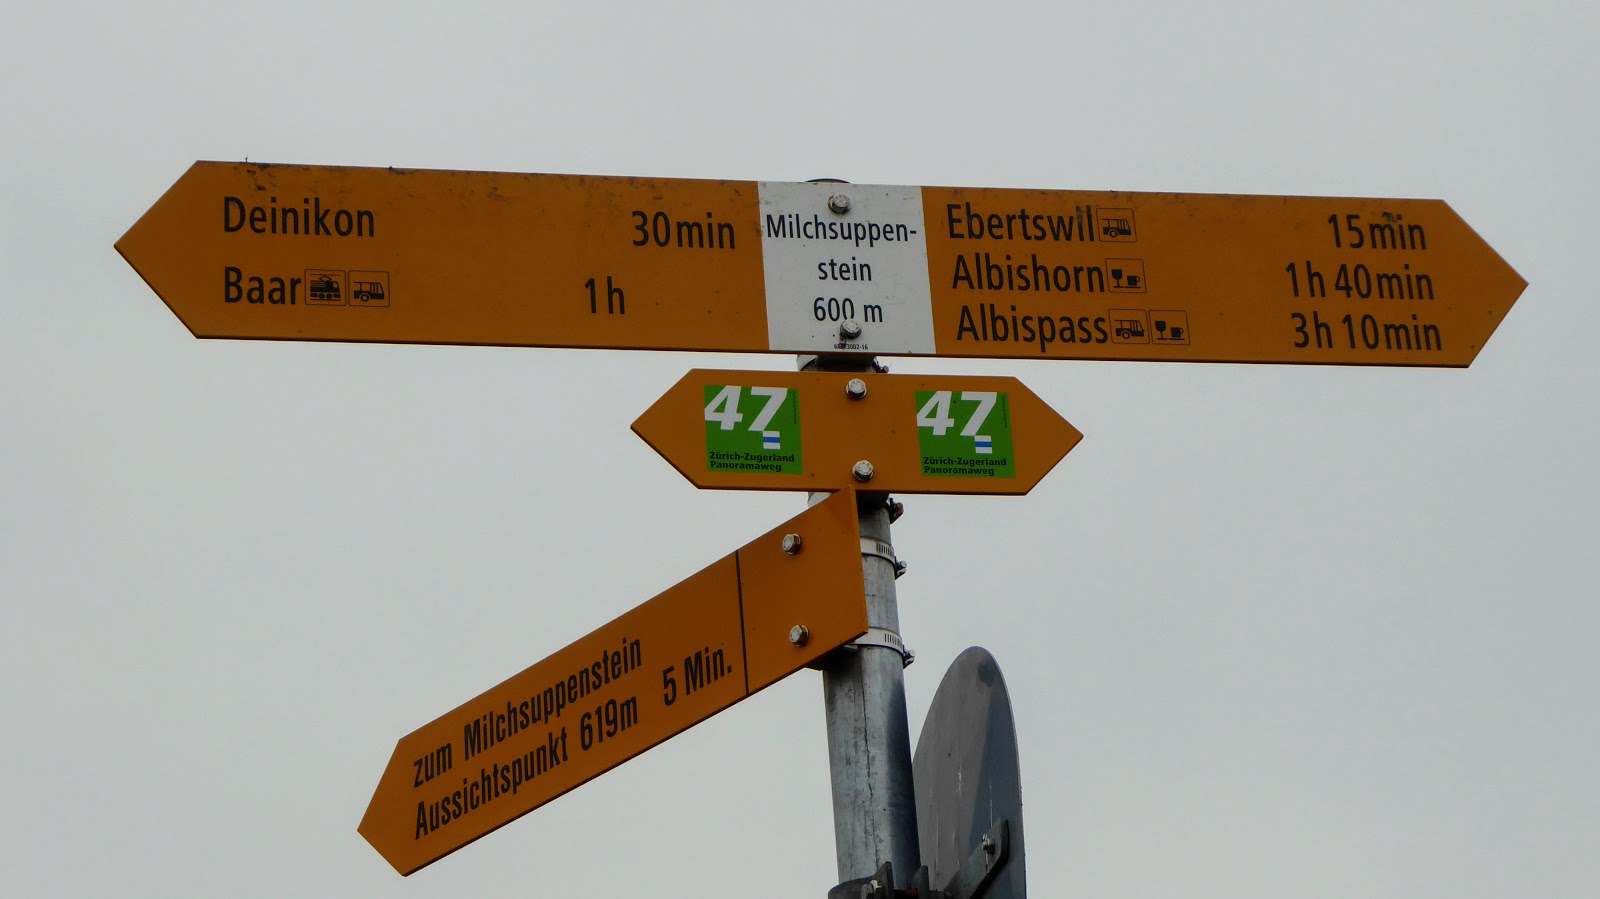 Deinikon 30min
Baar 1h
Milchsuppen-
stein
600 m
Ebertswil 15min
Albishorn 1h 40min
Albispass 3h 10min
47
Zürich-Zugerland
Panoramaweg
47
Zürich-Zugerland
Panoramaweg
zum Milchsuppenstein
Aussichtspunkt 619m 5 Min.